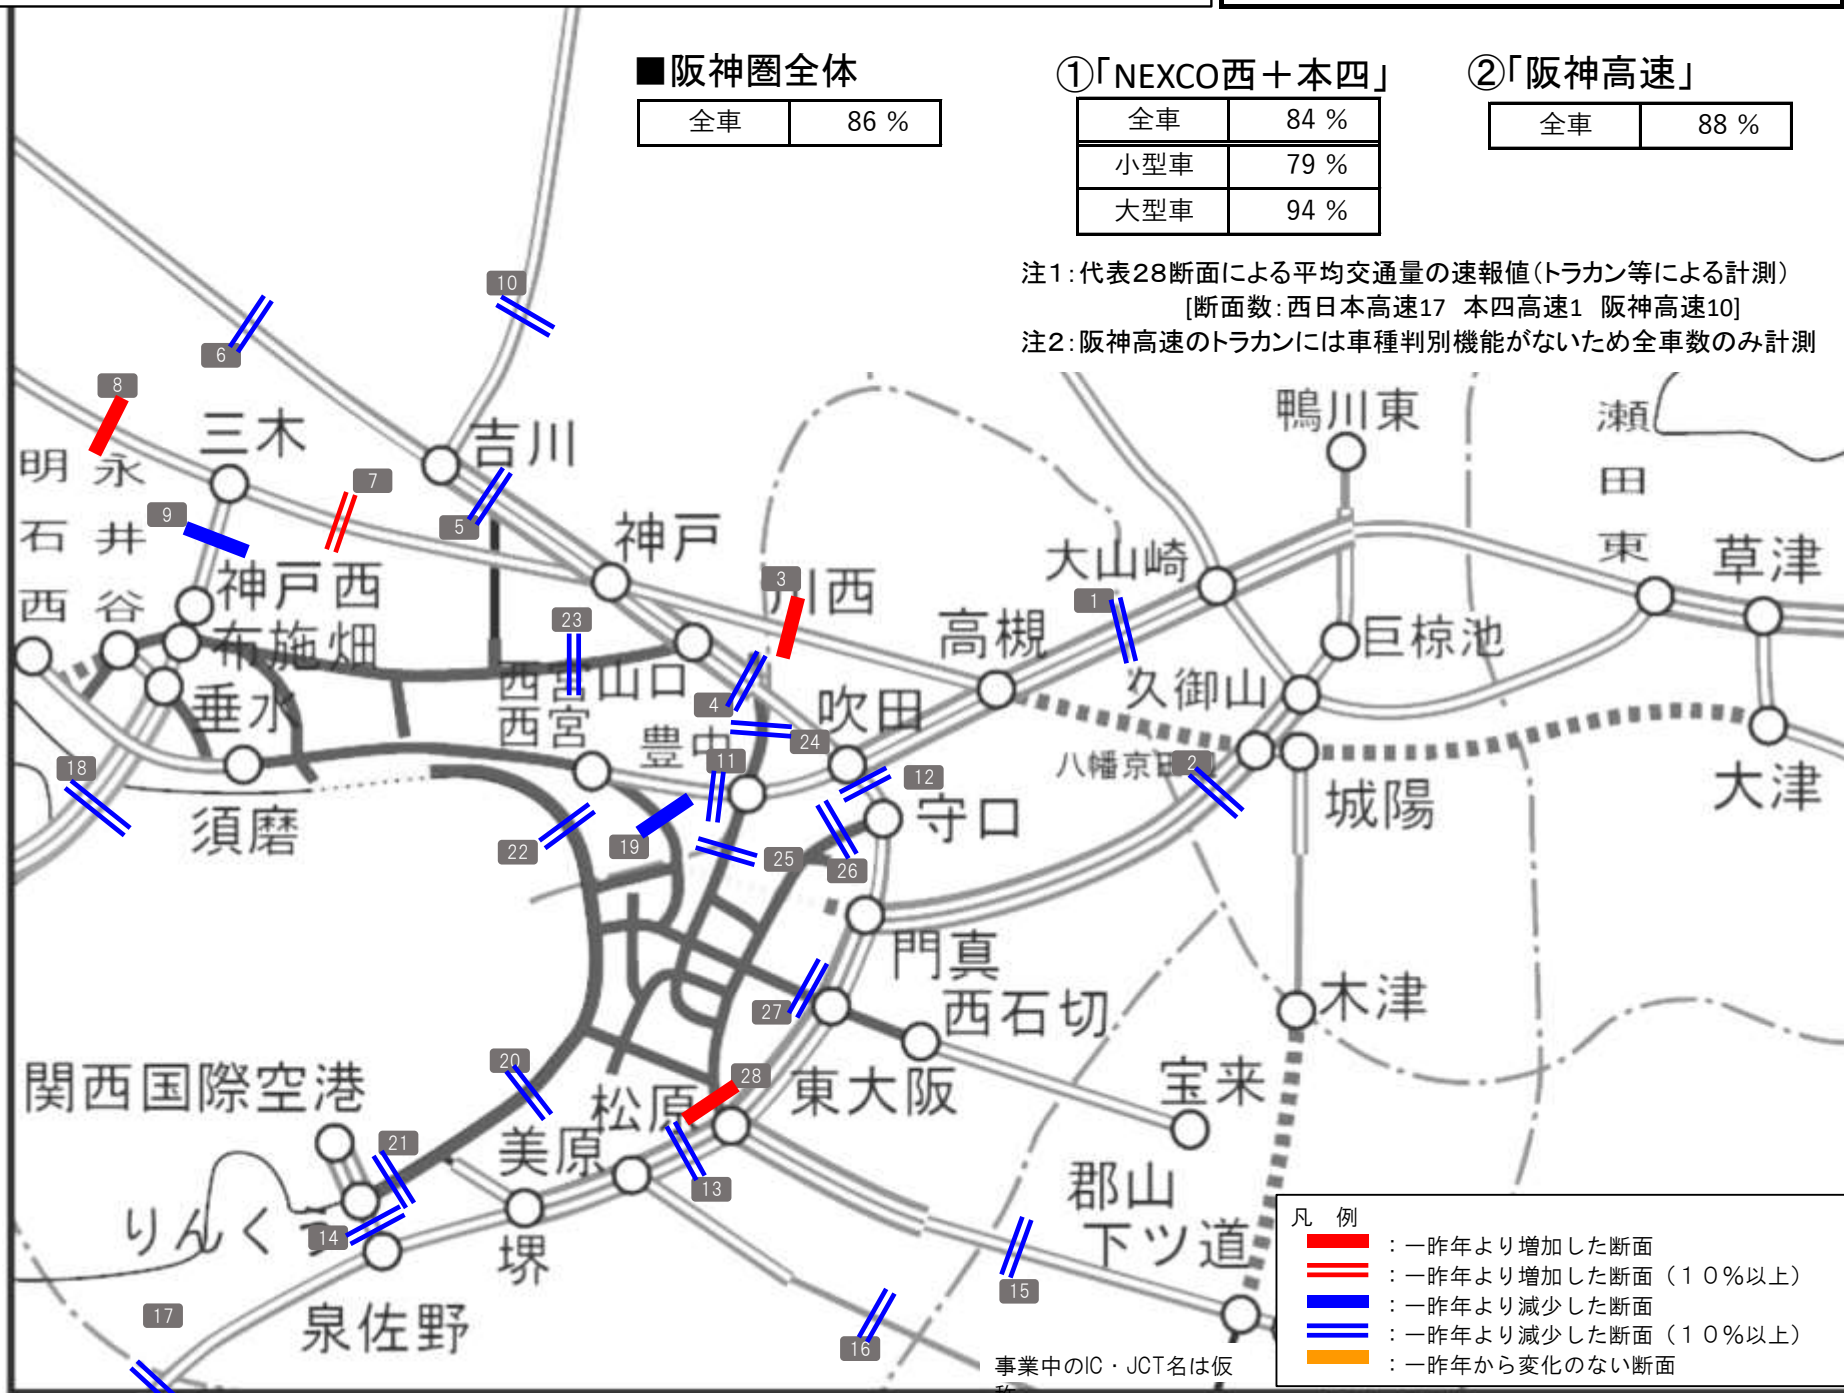 ■阪神圏全体
全車 86 %
①「NEXCO西＋本四」
全車 84 %
小型車 79 %
大型車 94 %
②「阪神高速」
全車 88 %
注1：代表28断面による平均交通量の速報値(トラカン等による計測)
[断面数：西日本高速17 本四高速1 阪神高速10]
注2：阪神高速のトラカンには車種判別機能がないため全車数のみ計測
10
6
8
三木
吉川
鴨川東
瀬田東
明石西
永井谷
7
9
5
神戸
大山崎
草津
神戸西
布施畑
3
川西
1
高槻
23
巨椋池
西宮山口
久御山
垂水
4
吹田
西宮
豊中
24
11
12
2
18
大津
須磨
守口
城陽
22
19
25
26
門真
27
西石切
木津
関西国際空港
20
28
松原
東大阪
宝来
21
美原
13
郡山
下ツ道
りんくう
14
堺
15
17
泉佐野
16
事業中のIC・JCT名は仮
凡 例
：一昨年より増加した断面
：一昨年より増加した断面（１０％以上）
：一昨年より減少した断面
：一昨年より減少した断面（１０％以上）
：一昨年から変化のない断面